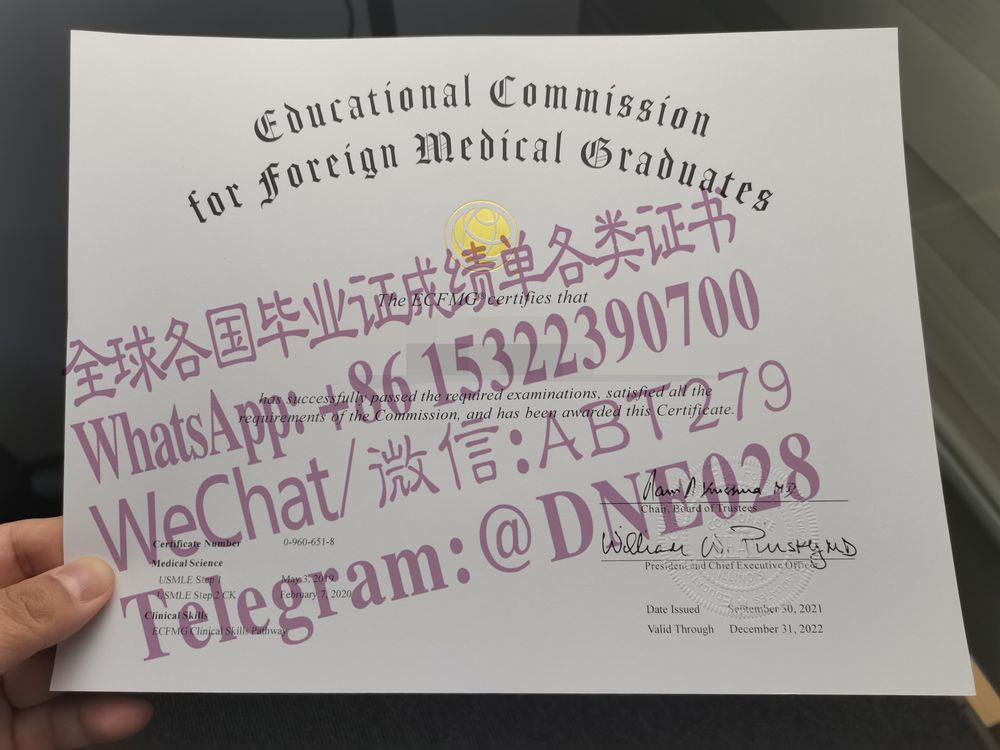 Educational Commission
for Foreign Medical Graduates
全球各国毕业证成绩单各类证书
The ECFMG® certifies that
WhatsApp: +86 15322390700
has successfully passed the required examinations, satisfied all the
requirements of the Commission, and has been awarded this Certificate.
WeChat/微信:ABT279
Telegram:@DNE028
Chair, Board of Trustees
William W. Pinsky MD
President and Chief Executive Officer
Certificate Number 0-960-651-8
Medical Science
USMLE Step 1 May 3, 2019
USMLE Step 2 CK February 7, 2020
Clinical Skills
ECFMG Clinical Skills Pathway
Date Issued September 30, 2021
Valid Through December 31, 2022